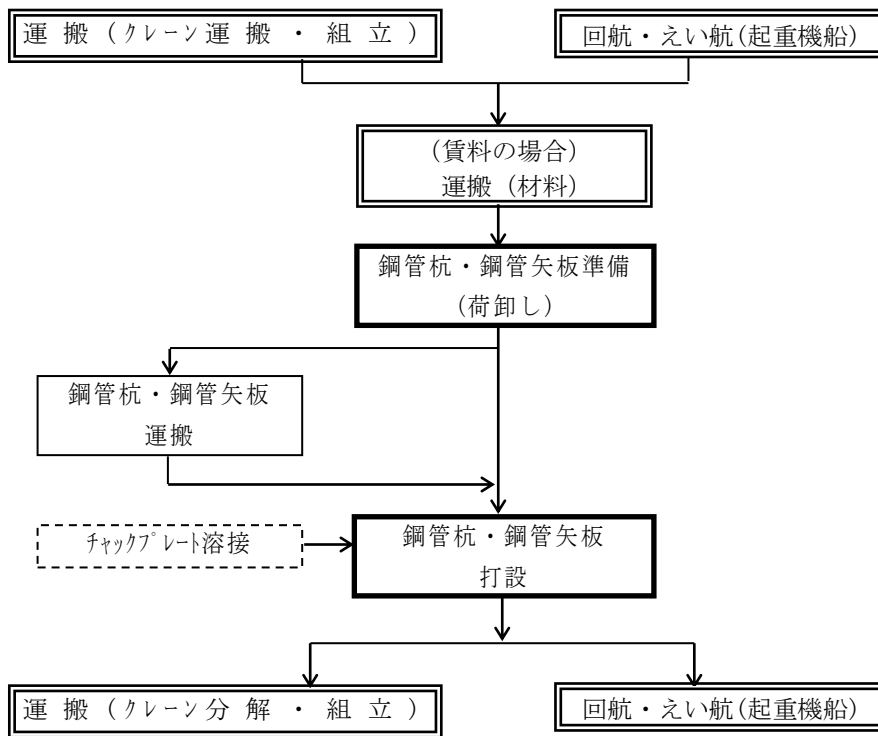 運 搬（ｸﾚｰﾝ 運 搬 ・ 組 立 ）
回航・えい航(起重機船)
(賃料の場合)
運搬（材料）
鋼管杭・鋼管矢板準備
(荷卸し）
鋼管杭・鋼管矢板
運搬
ﾁｬｯｸﾌﾟﾚｰﾄ溶接
鋼管杭・鋼管矢板
打設
運 搬（ｸﾚｰﾝ 分 解 ・ 組 立 ）
回航・えい航(起重機船)